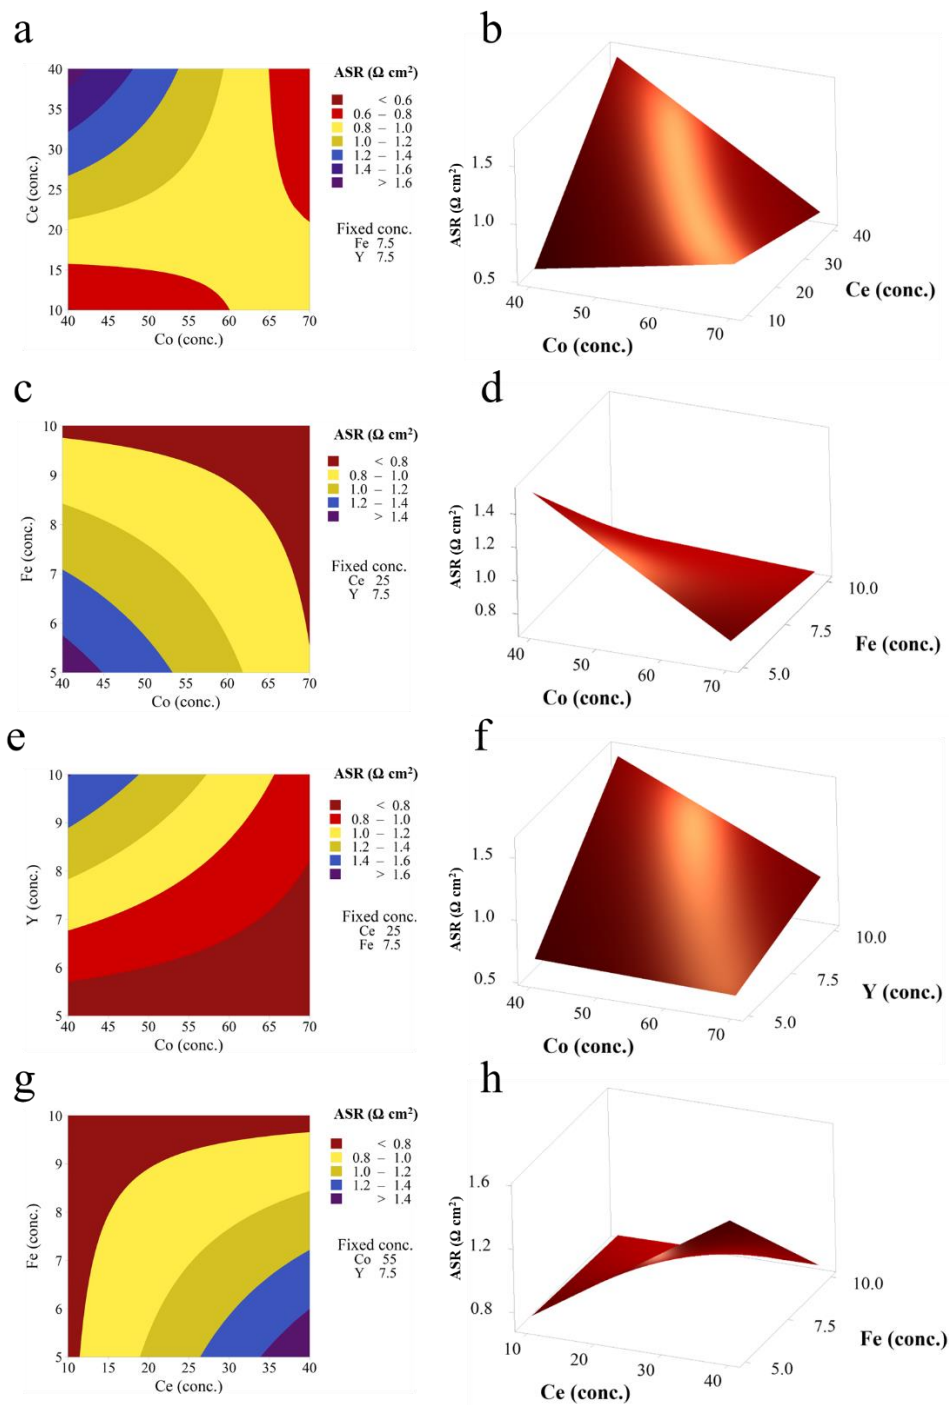 a
ASR (Ω cm²)
< 0.6
0.6 – 0.8
0.8 – 1.0
1.0 – 1.2
1.2 – 1.4
1.4 – 1.6
> 1.6
Fixed conc.
Fe 7.5
Y 7.5
40
35
30
25
20
15
10
Ce (conc.)
40 45 50 55 60 65 70
Co (conc.)
b
ASR (Ω cm²)
1.5
1.0
0.5
40 50 60 70
Co (conc.)
40
30
20
10
Ce (conc.)
c
ASR (Ω cm²)
< 0.8
0.8 – 1.0
1.0 – 1.2
1.2 – 1.4
> 1.4
Fixed conc.
Ce 25
Y 7.5
10
9
8
7
6
5
Fe (conc.)
40 45 50 55 60 65 70
Co (conc.)
d
ASR (Ω cm²)
1.4
1.2
1.0
0.8
40 50 60 70
Co (conc.)
10.0
7.5
5.0
Fe (conc.)
e
ASR (Ω cm²)
< 0.8
0.8 – 1.0
1.0 – 1.2
1.2 – 1.4
1.4 – 1.6
> 1.6
Fixed conc.
Ce 25
Fe 7.5
10
9
8
7
6
5
Y (conc.)
40 45 50 55 60 65 70
Co (conc.)
f
ASR (Ω cm²)
1.5
1.0
0.5
40 50 60 70
Co (conc.)
10.0
7.5
5.0
Y (conc.)
g
ASR (Ω cm²)
< 0.8
0.8 – 1.0
1.0 – 1.2
1.2 – 1.4
> 1.4
Fixed conc.
Co 55
Y 7.5
10
9
8
7
6
5
Fe (conc.)
10 15 20 25 30 35 40
Ce (conc.)
h
ASR (Ω cm²)
1.6
1.2
0.8
10 20 30 40
Ce (conc.)
10.0
7.5
5.0
Fe (conc.)